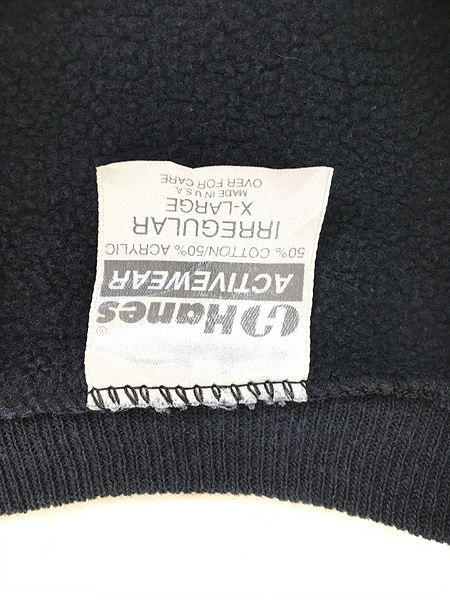 Hanes®
ACTIVEWEAR
50% COTTON/50% ACRYLIC
IRREGULAR
X-LARGE
MADE IN U.S.A.
OVER FOR CARE